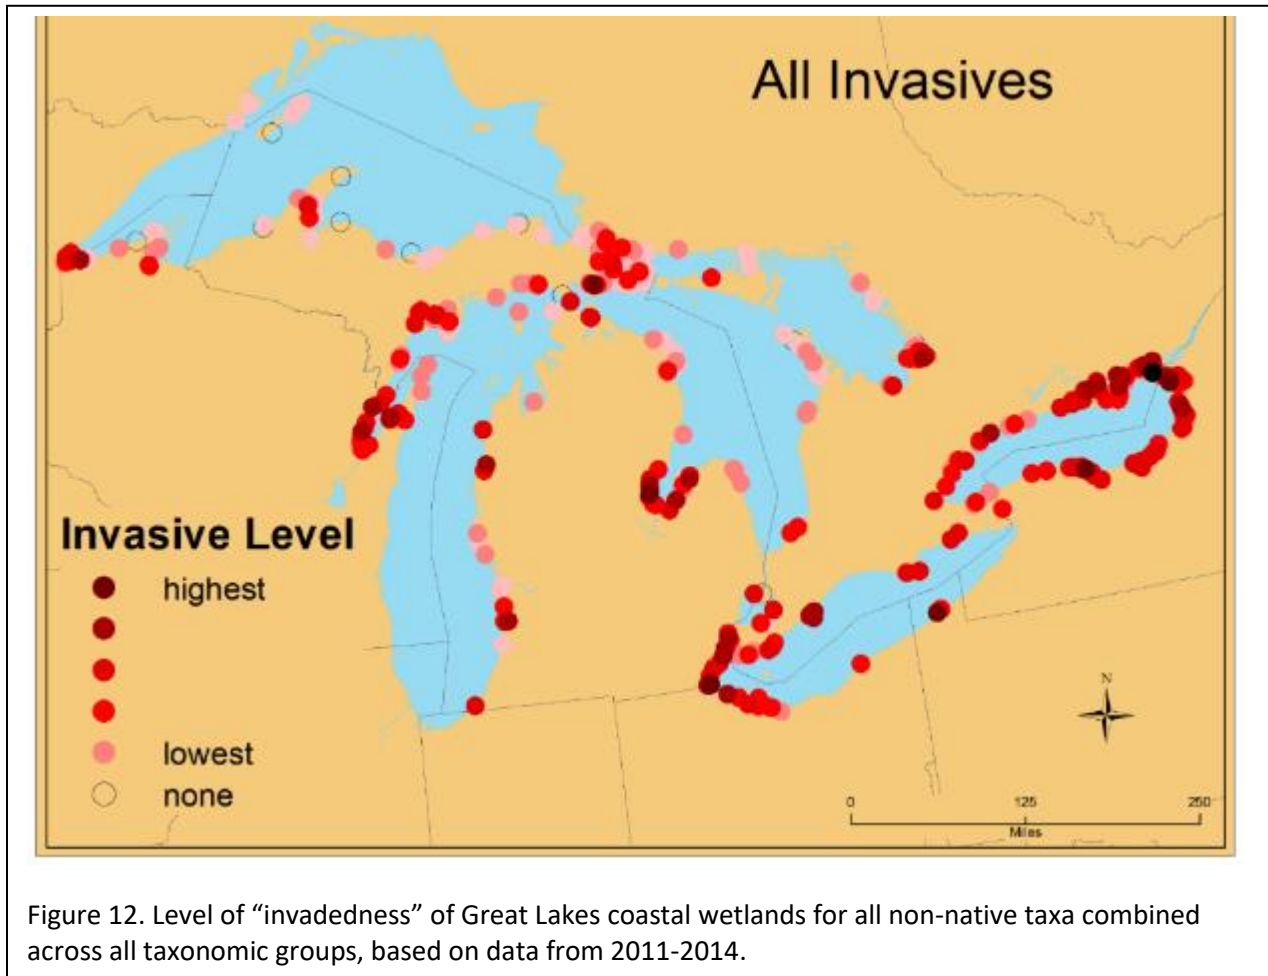 All Invasives
Invasive Level
highest
lowest
none
N
0 125 250
Miles
Figure 12. Level of “invadedness” of Great Lakes coastal wetlands for all non-native taxa combined
across all taxonomic groups, based on data from 2011-2014.